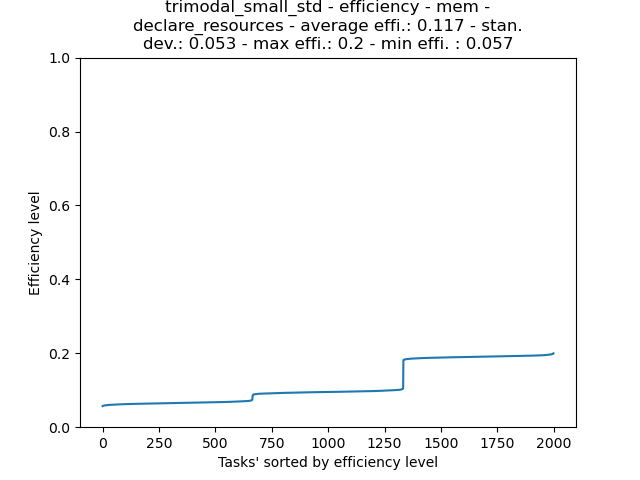 trimodal_small_std - efficiency - mem -
declare_resources - average effi.: 0.117 - stan.
dev.: 0.053 - max effi.: 0.2 - min effi. : 0.057
1.0
0.8
0.6
0.4
0.2
0.0
Efficiency level
0 250 500 750 1000 1250 1500 1750 2000
Tasks' sorted by efficiency level